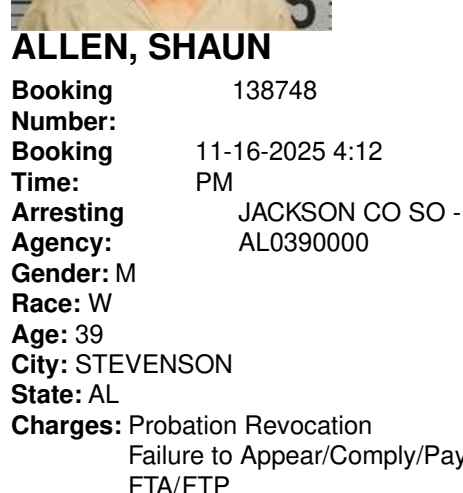 ALLEN, SHAUN
Booking 138748
Number:
Booking 11-16-2025 4:12
Time: PM
Arresting JACKSON CO SO -
Agency: AL0390000
Gender: M
Race: W
Age: 39
City: STEVENSON
State: AL
Charges: Probation Revocation
Failure to Appear/Comply/Pay
FTA/FTP